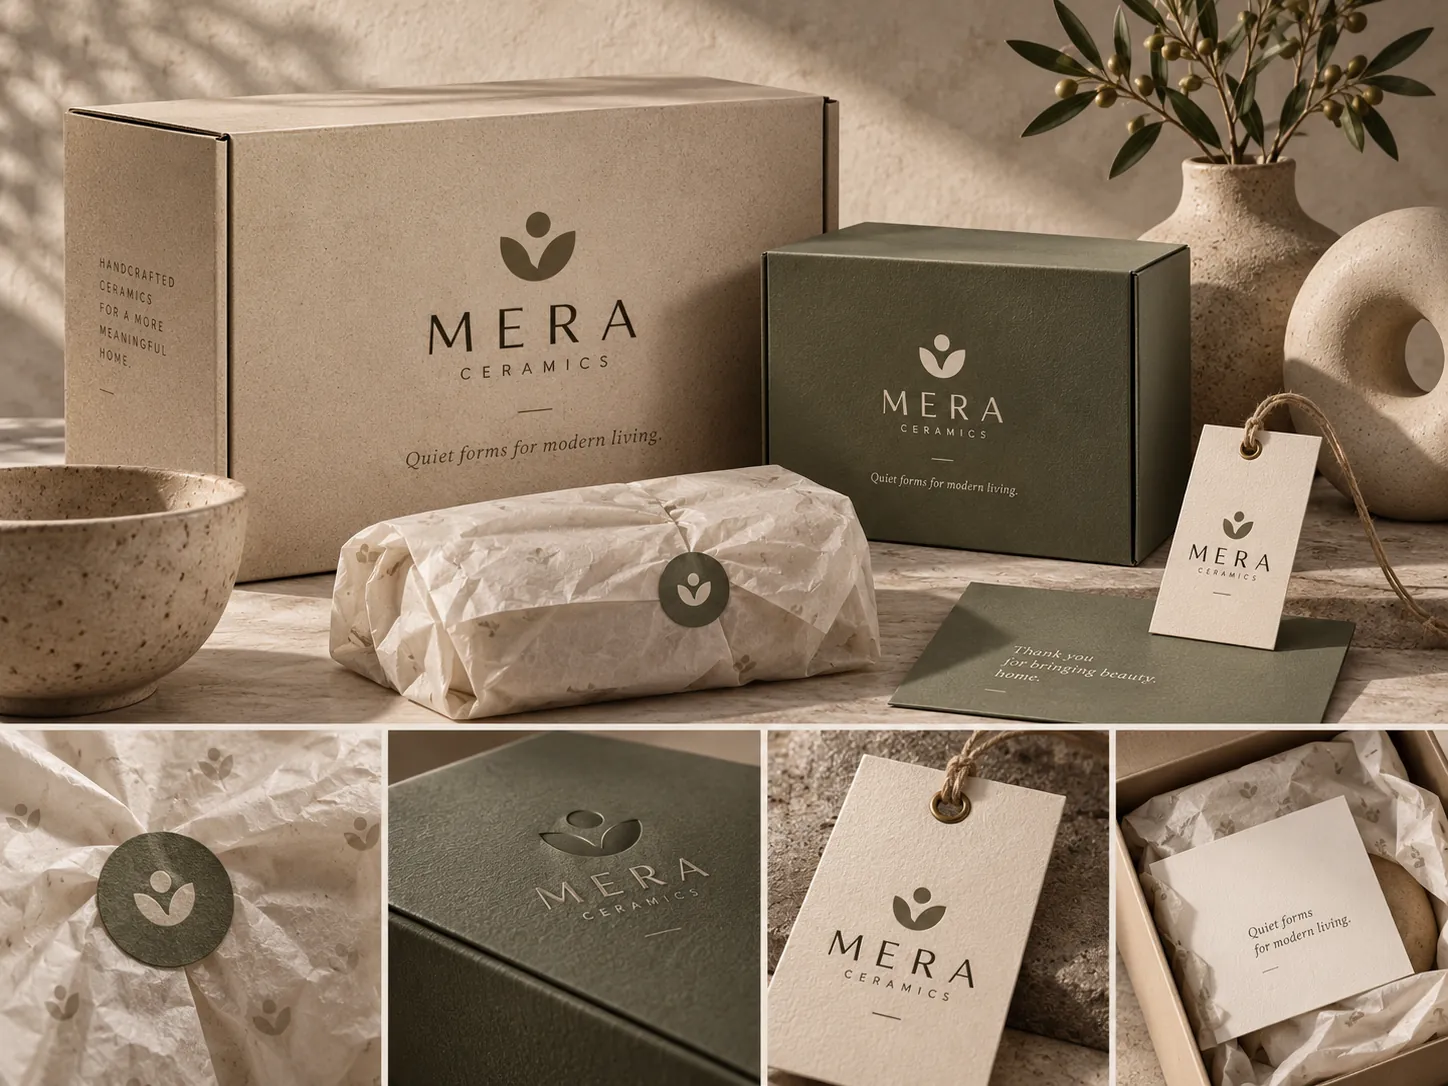 HANDCRAFTED
CERAMICS
FOR A MORE
MEANINGFUL
HOME.
MERA
CERAMICS
Quiet forms for modern living.
MERA
CERAMICS
Quiet forms for modern living.
MERA
CERAMICS
Thank you
for bringing beauty.
home.
MERA
CERAMICS
MERA
CERAMICS
Quiet forms
for modern living.